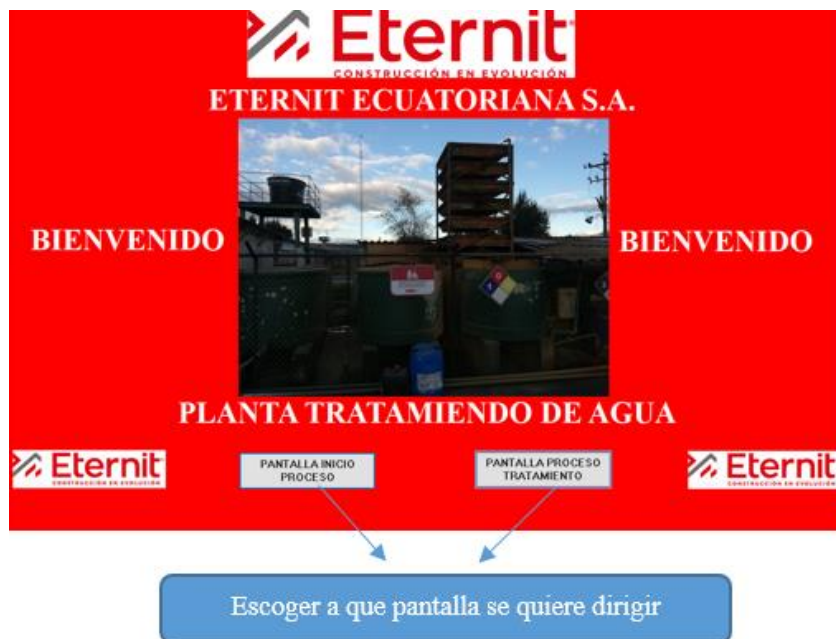 Eternit
CONSTRUCCIÓN EN EVOLUCIÓN
ETERNIT ECUATORIANA S.A.
BIENVENIDO
BIENVENIDO
PLANTA TRATAMIENDO DE AGUA
Eternit
CONSTRUCCIÓN EN EVOLUCIÓN
PANTALLA INICIO
PROCESO
PANTALLA PROCESO
TRATAMIENTO
Eternit
CONSTRUCCIÓN EN EVOLUCIÓN
Escoger a que pantalla se quiere dirigir